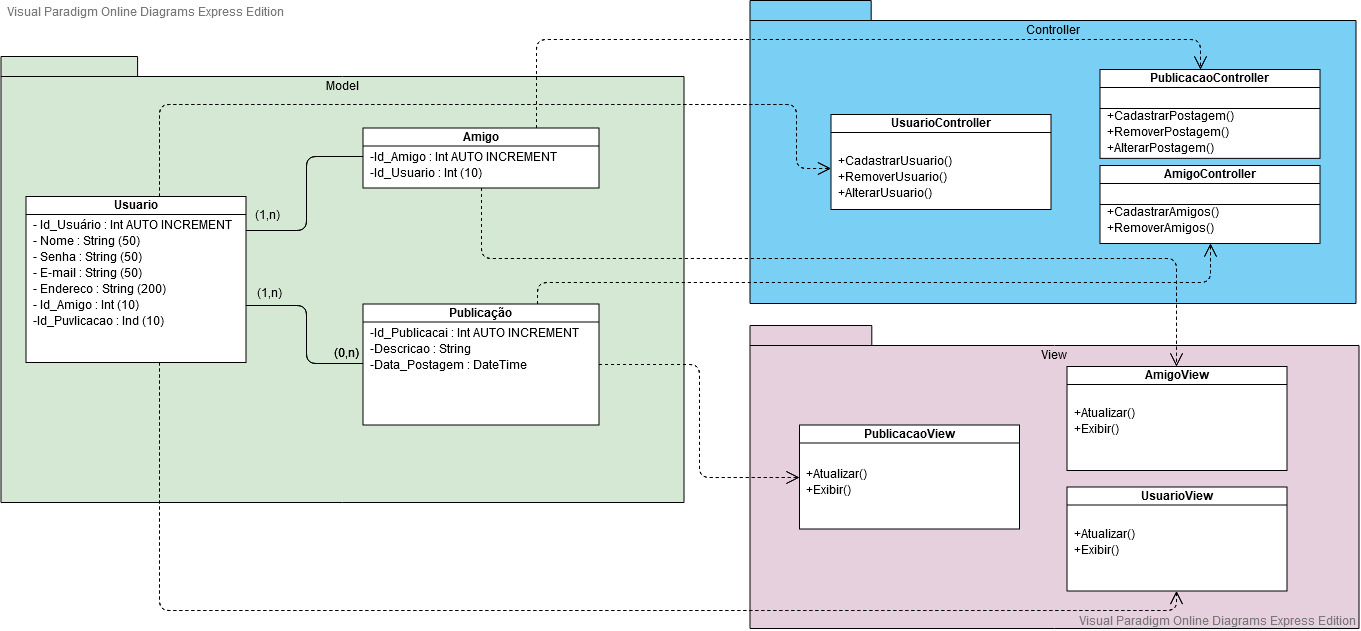 Visual Paradigm Online Diagrams Express Edition
Model
Usuario
- Id_Usuário : Int AUTO INCREMENT
- Nome : String (50)
- Senha : String (50)
- E-mail : String (50)
- Endereco : String (200)
- Id_Amigo : Int (10)
-Id_Puvlicacao : Ind (10)
(1,n)
(1,n)
(0,n)
Amigo
-Id_Amigo : Int AUTO INCREMENT
-Id_Usuario : Int (10)
Publicação
-Id_Publicacai : Int AUTO INCREMENT
-Descricao : String
-Data_Postagem : DateTime
Controller
UsuarioController
+CadastrarUsuario()
+RemoverUsuario()
+AlterarUsuario()
PublicacaoController
+CadastrarPostagem()
+RemoverPostagem()
+AlterarPostagem()
AmigoController
+CadastrarAmigos()
+RemoverAmigos()
View
PublicacaoView
+Atualizar()
+Exibir()
AmigoView
+Atualizar()
+Exibir()
UsuarioView
+Atualizar()
+Exibir()
Visual Paradigm Online Diagrams Express Edition